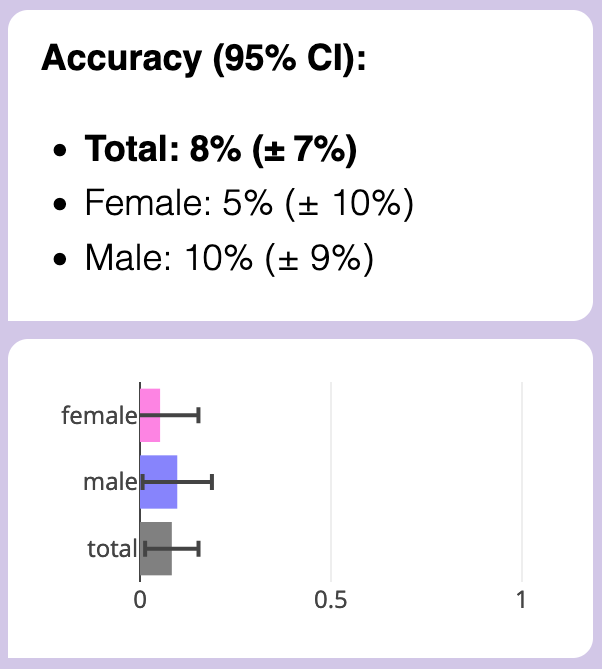 Accuracy (95% CI):
• Total: 8% (± 7%)
• Female: 5% (± 10%)
• Male: 10% (± 9%)
female
male
total
0 0.5 1